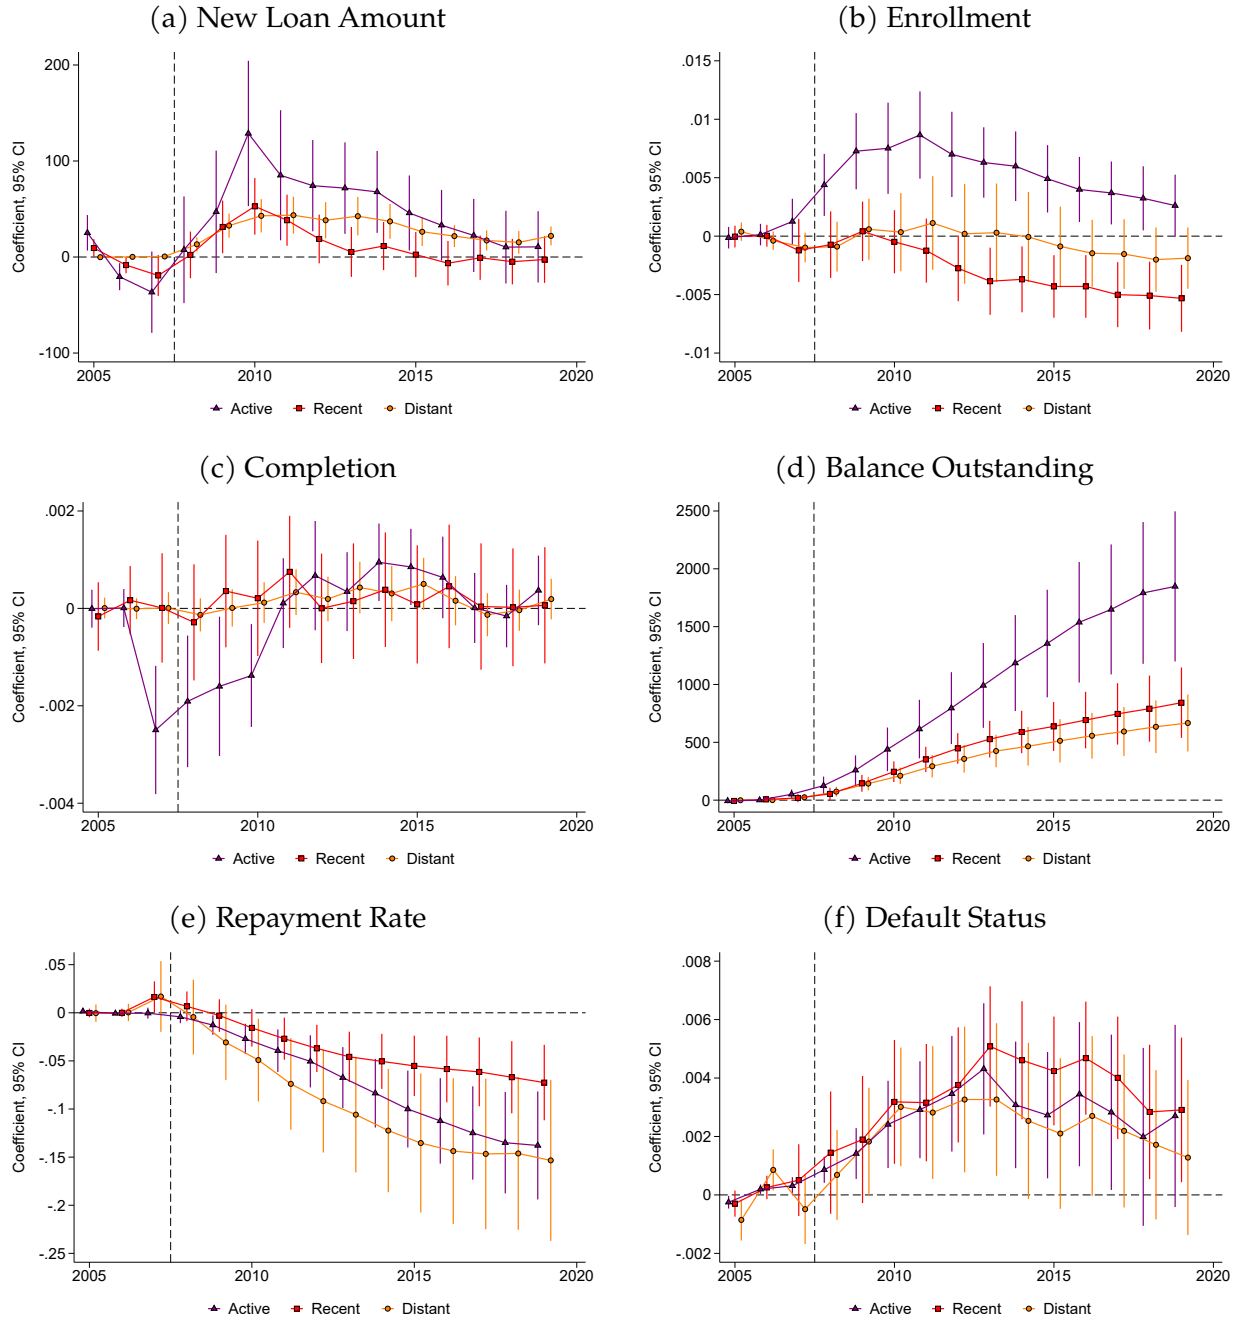 (a) New Loan Amount
Coefficient, 95% CI
200
100
0
-100
2005 2010 2015 2020
Active Recent Distant
(b) Enrollment
Coefficient, 95% CI
.015
.01
.005
0
-.005
-.01
2005 2010 2015 2020
Active Recent Distant
(c) Completion
Coefficient, 95% CI
.002
0
-.002
-.004
2005 2010 2015 2020
Active Recent Distant
(d) Balance Outstanding
Coefficient, 95% CI
2500
2000
1500
1000
500
0
2005 2010 2015 2020
Active Recent Distant
(e) Repayment Rate
Coefficient, 95% CI
.05
0
-.05
-.1
-.15
-.2
-.25
2005 2010 2015 2020
Active Recent Distant
(f) Default Status
Coefficient, 95% CI
.008
.006
.004
.002
0
-.002
2005 2010 2015 2020
Active Recent Distant